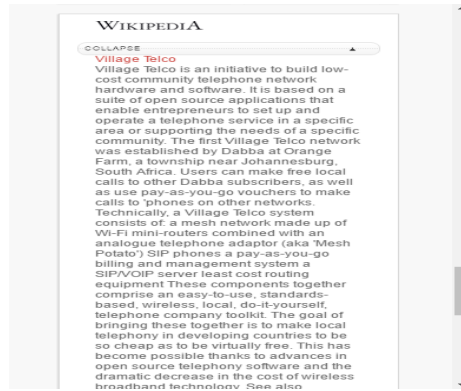 WIKIPEDIA
COLLAPSE
Village Telco
Village Telco is an initiative to build low-
cost community telephone network
hardware and software. It is based on a
suite of open source applications that
enable entrepreneurs to set up and
operate a telephone service in a specific
area or supporting the needs of a specific
community. The first Village Telco network
was established by Dabba at Orange
Farm, a township near Johannesburg,
South Africa. Users can make free local
calls to other Dabba subscribers, as well
as use pay-as-you-go vouchers to make
calls to 'phones on other networks.
Technically, a Village Telco system
consists of: a mesh network made up of
Wi-Fi mini-routers combined with an
analogue telephone adaptor (aka 'Mesh
Potato') SIP phones a pay-as-you-go
billing and management system a
SIP/VOIP server least cost routing
equipment These components together
comprise an easy-to-use, standards-
based, wireless, local, do-it-yourself,
telephone company toolkit. The goal of
bringing these together is to make local
telephony in developing countries to be
so cheap as to be virtually free. This has
become possible thanks to advances in
open source telephony software and the
dramatic decrease in the cost of wireless
broadband technology. See also